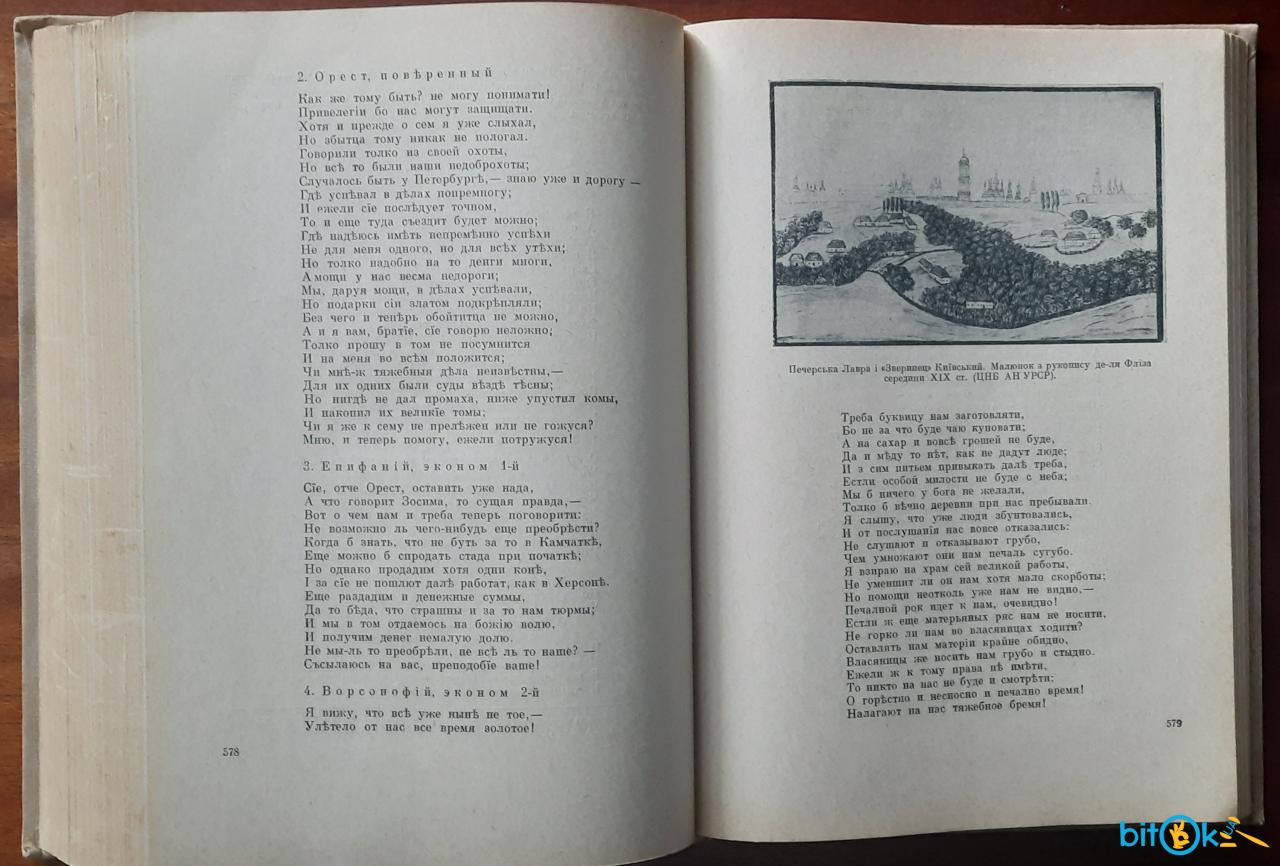 2. Орест, повѣренный
Как же тому быть? не могу понимати!
Привелегіи бо нас могут защищати.
Хотя и прежде о сем я уже слыхал,
Но збытца тому никак не пологал.
Говорили толко из своей охоты,
Но всѣ то были наши недоброхоты;
Случалось быть у Петербургѣ,— знаю уже и дорогу —
Гдѣ успѣвал в дѣлах попремногу;
И ежели сїе послѣдует точном,
То и еще туда съездит будет можно;
Гдѣ надѣюсь имѣть непремѣнно успѣхи
Не для меня одного, но для всѣх утѣхи;
Но только надобно на то денги многи,
А мощи у нас весма недороги;
Мы, даруя мощи, в дѣлах успѣвали,
Но подарки сіи златом подкрѣпляли;
Без чего и теперь обойтитца не можно,
А и я вам, братїе, сїе говорю неложно;
Только прошу в том не посумнится
И на меня во всѣм положится;
Чи мнѣ-ж тяжебныя дѣла неизвѣстны,—
Для их одних были суды вѣздѣ тѣсны;
Но нигдѣ не дал промаха, ниже упустил комы,
И накопил их великїе томы;
Чи я же к сему не прелѣжен или не гожуся?
Мню, и теперь помогу, ежели потружуся!
3. Епифаній, эконом 1-й
Сїе, отче Орест, оставить уже нада,
А что говорит Зосима, то сущая правда,—
Вот о чем нам и треба теперь поговорити:
Не возможно ль чего-нибудь еще преобрѣсти?
Когда б знать, что не буть за то в Камчаткѣ,
Еще можно б спродать стада при початкѣ;
Но однако продадим хотя одни конѣ,
І за сїе не пошлют далѣ работат, как в Херсонѣ.
Еще раздадим и денежные суммы,
Да то бѣда, что страшны и за то нам тюрмы;
И мы в том отдаемось на божію волю,
И получим денег немалую долю.
Не мы-ль то преобрѣли, не всѣ ль то наше? —
Съсылаюсь на вас, преподобїе ваше!
4. Ворсонофій, эконом 2-й
Я вижу, что всѣ уже нынѣ не тое,—
Улѣтело от нас все время золотое!
578
Печерська Лавра і «Зверинец» Київський. Малюнок з рукопису де-ля Фліза
середини XIX ст. (ЦНБ АН УРСР).
Треба буквицу нам заготовляти,
Бо не за что буде чаю куповати;
А на сахар и вовсѣ грошей не буде,
Да и мѣду то нѣт, как не дадут люде;
И з сим питьем привыкать далѣ треба,
Естли особой милости не буде с неба;
Мы б ничего у бога не желали,
Только б вѣчно деревни при нас пребывали.
Я слышу, что уже люди збунтовались,
И от послушанїя нас вовсе отказались:
Не слушают и отказывают грубо,
Чем умножают они нам печаль сугубо.
Я взираю на храм сей великой работы,
Не уменшит ли он нам хотя мало скорботы;
Но помощи неотколь уже нам не видно,—
Печалной рок идет к нам, очевидно!
Естли ж еще матерьяных ряс нам не носити,
Не горко ли нам во власяницах ходити?
Оставлять нам матеріи крайне обидно,
Власяницы же носить нам грубо и стыдно.
Ежели ж к тому права нѣ имѣти,
То никто на нас не буде и смотрѣти;
О горѣстно и несносно и печално время!
Налагают на нас тяжебное бремя!
579
bitOk
UA